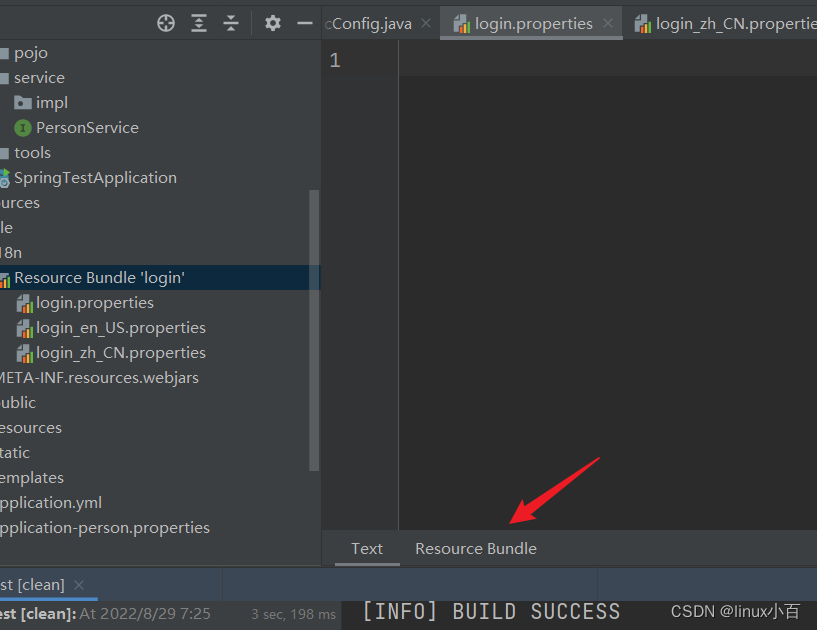 cConfig.java
login.properties
login_zh_CN.propertie
pojo
service
impl
PersonService
tools
SpringTestApplication
urces
le
18n
Resource Bundle 'login'
login.properties
login_en_US.properties
login_zh_CN.properties
META-INF.resources.webjars
ublic
esources
tatic
emplates
pplication.yml
pplication-person.properties
1
Text Resource Bundle
st [clean]
est [clean]: At 2022/8/29 7:25 3 sec, 198 ms
[INFO] BUILD SUCCESS
CSDN @linux小百